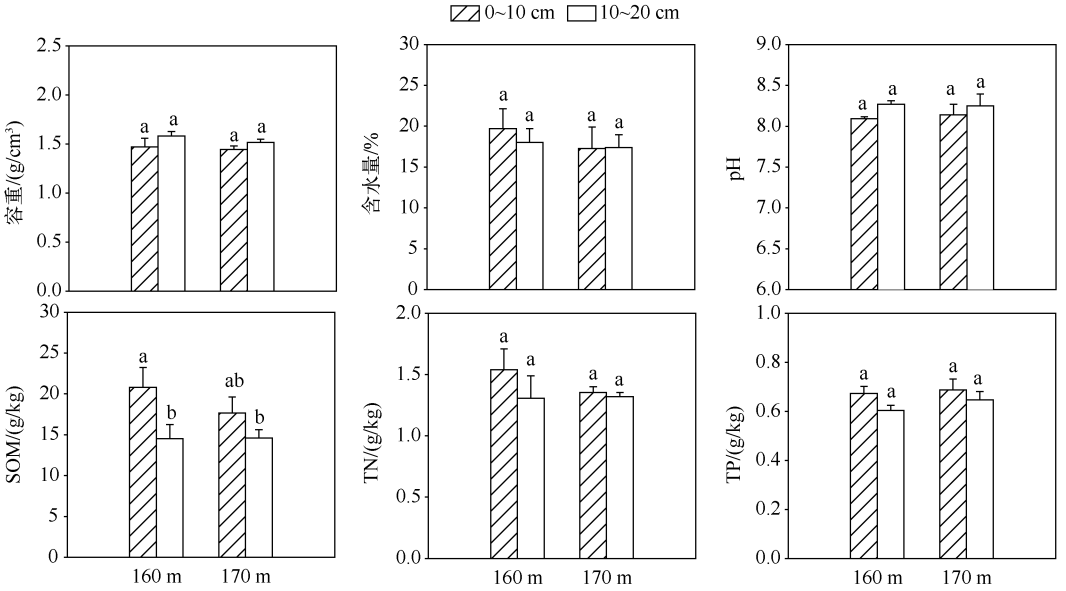 0~10 cm 10~20 cm
2.5
2.0
1.5
1.0
0.5
0.0
容重/(g/cm³)
a a a a
30
25
20
15
10
5
0
含水量/%
a a a a
9.0
8.5
8.0
7.5
7.0
6.5
6.0
pH
a a a a
30
25
20
15
10
5
0
SOM/(g/kg)
a b ab b
160 m 170 m
2.0
1.5
1.0
0.5
0.0
TN/(g/kg)
a a a a
160 m 170 m
1.0
0.8
0.6
0.4
0.2
0.0
TP/(g/kg)
a a a a
160 m 170 m